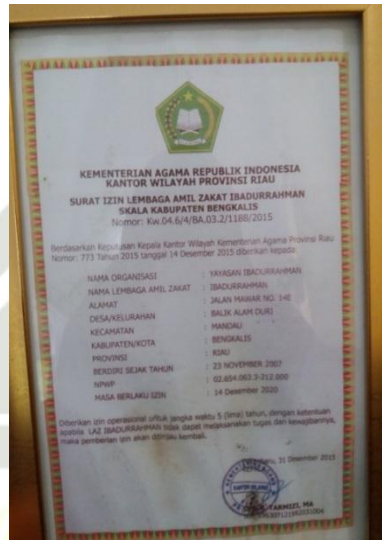 KEMENTERIAN AGAMA REPUBLIK INDONESIA
KANTOR WILAYAH PROVINSI RIAU
SURAT IZIN LEMBAGA AMIL ZAKAT IBADURRAHMAN
SKALA KABUPATEN BENGKALIS
Nomor: Kw.04.6/4/BA.03.2/1188/2015
Berdasarkan Keputusan Kepala Kantor Wilayah Kementerian Agama Provinsi Riau
Nomor: 773 Tahun 2015 tanggal 14 Desember 2015 diberikan kepada:
NAMA ORGANISASI : YAYASAN IBADURRAHMAN
NAMA LEMBAGA AMIL ZAKAT : IBADURRAHMAN
ALAMAT : JALAN MAWAR NO. 140
DESA/KELURAHAN : BALIK ALAM DURI
KECAMATAN : MANDAU
KABUPATEN/KOTA : BENGKALIS
PROVINSI : RIAU
BERDIRI SEJAK TAHUN : 23 NOVEMBER 2007
NPWP : 02.654.063.3-212.000
MASA BERLAKU IZIN : 14 Desember 2020
Diberikan izin operasional untuk jangka waktu 5 (lima) tahun, dengan ketentuan
apabila LAZ IBADURRAHMAN tidak dapat melaksanakan tugas dan kewajibannya,
maka pemberian izin akan ditinjau kembali.
31 Desember 2015
TARMIZI, MA